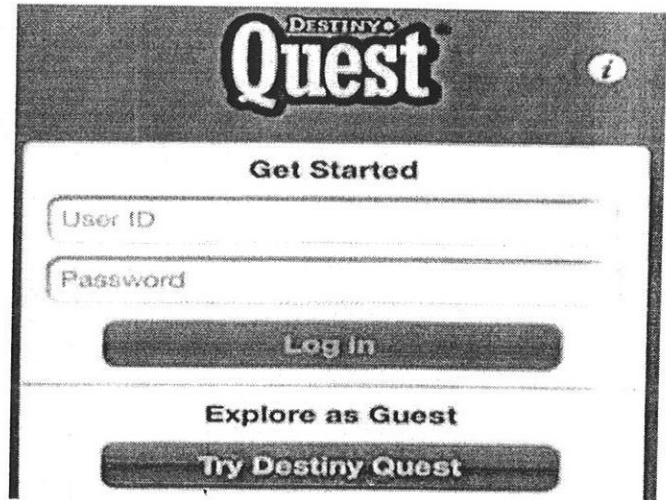 DESTINY
Quest
i
Get Started
User ID
Password
Log in
Explore as Guest
Try Destiny Quest